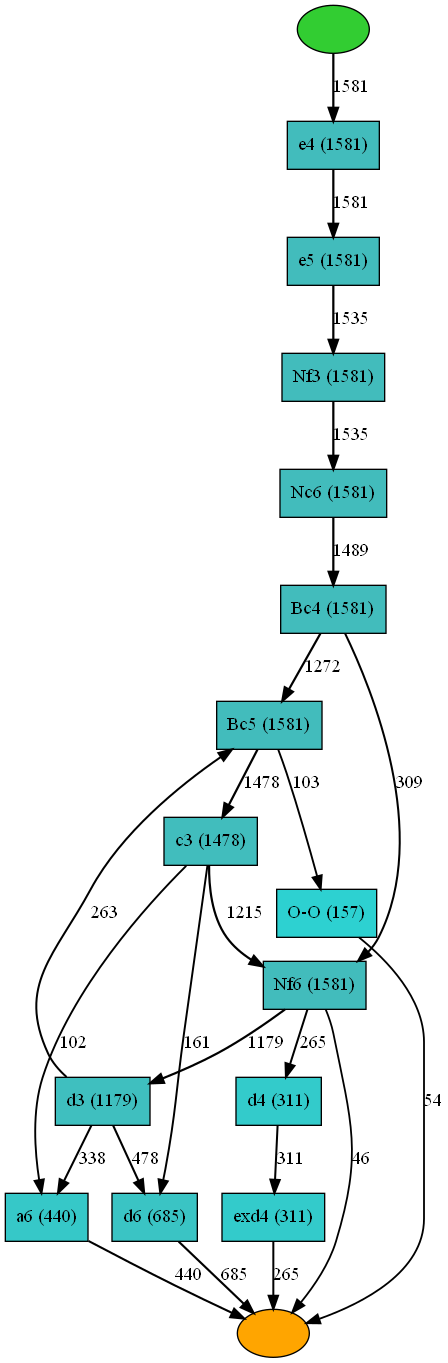 1581
e4 (1581)
1581
e5 (1581)
1535
Nf3 (1581)
1535
Nc6 (1581)
1489
Bc4 (1581)
1272
Bc5 (1581)
1478
103
309
c3 (1478)
263
1215
O-O (157)
Nf6 (1581)
102
161
1179
265
d3 (1179)
d4 (311)
54
338
478
311
46
a6 (440)
d6 (685)
exd4 (311)
440
685
265